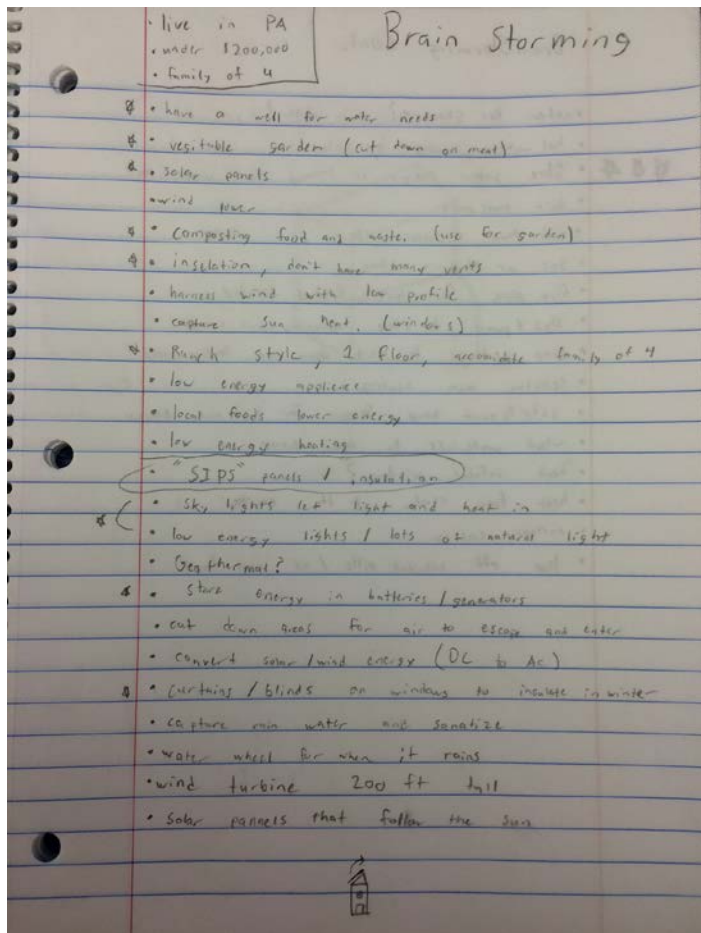 • live in PA
• under $200,000
• family of 4
Brain Storming
• have a well for water needs
• vesitable garden (cut down on meat)
• solar panels
• wind power
• composting food and waste. (use for garden)
• inselation, don't have many vents
• harness wind with low profile
• capture sun heat. (windows)
• Ranch style, 1 floor, accomidate family of 4
• low energy applience
• local foods lower energy
• low energy heating
• "SIPS" panels / insulation
• Sky lights let light and heat in
• low energy lights / lots of natural light
• Geothermal?
• store energy in batteries / generators
• cut down areas for air to escape and enter
• convert solar / wind energy (DC to AC)
• curtains / blinds on windows to insulate in winter
• capture rain water and sanatize
• water wheel for when it rains
• wind turbine 200 ft tall
• Solar pannels that follow the sun